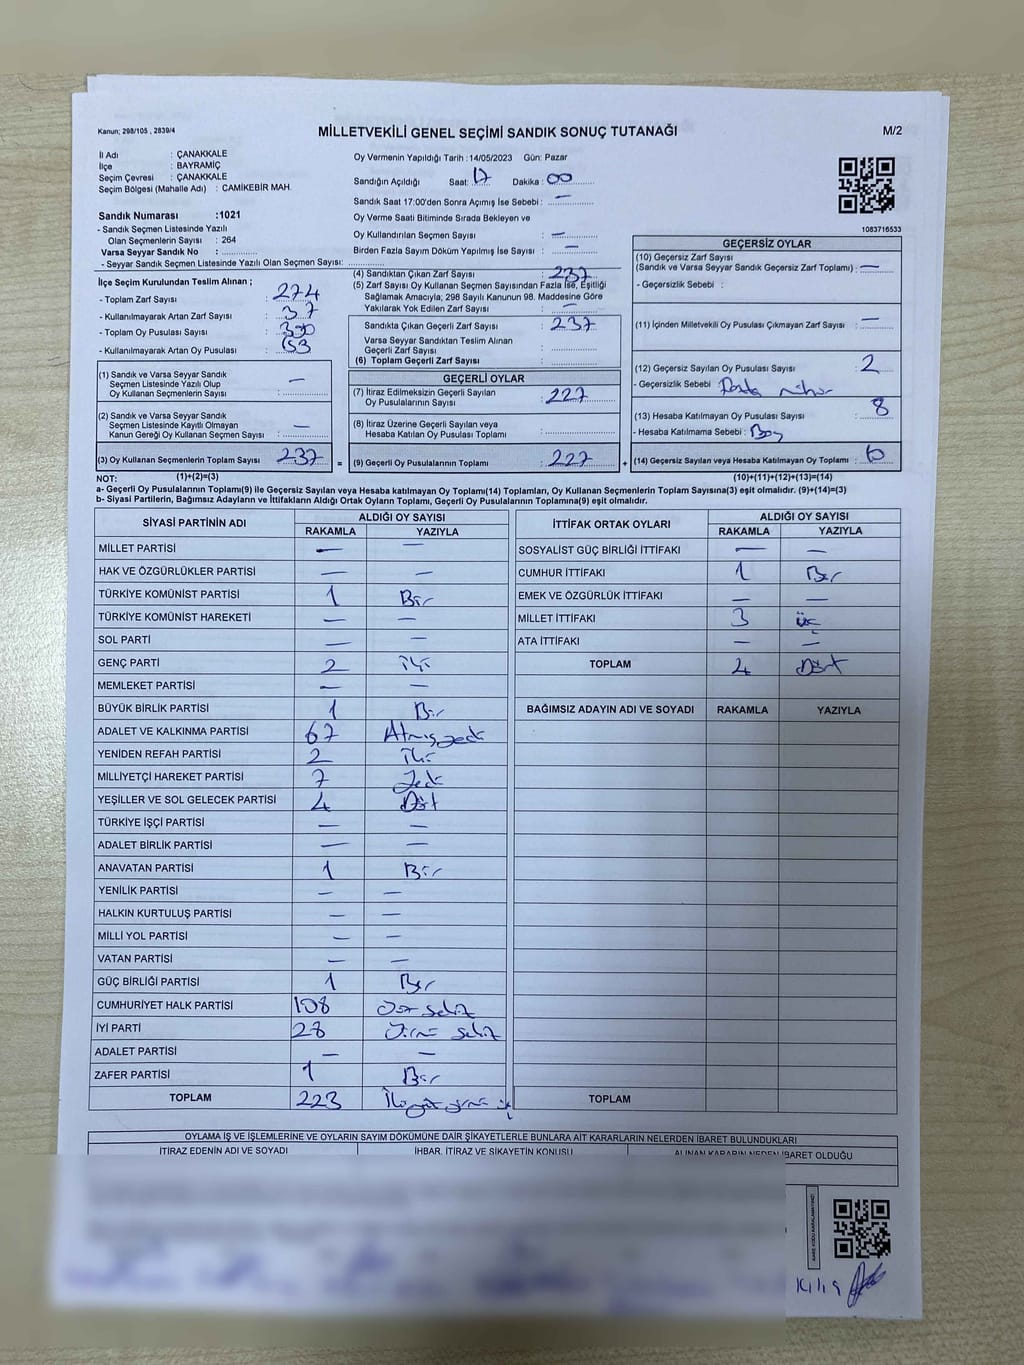 Kanun; 298/105 , 2839/4
MİLLETVEKİLİ GENEL SEÇİMİ SANDIK SONUÇ TUTANAĞI
M/2
İl Adı : ÇANAKKALE
İlçe : BAYRAMİÇ
Seçim Çevresi : ÇANAKKALE
Seçim Bölgesi (Mahalle Adı) : CAMİKEBİR MAH.
Sandık Numarası :1021
- Sandık Seçmen Listesinde Yazılı
Olan Seçmenlerin Sayısı : 264
Varsa Seyyar Sandık No :
- Seyyar Sandık Seçmen Listesinde Yazılı Olan Seçmen Sayısı:
Oy Vermenin Yapıldığı Tarih :14/05/2023 Gün: Pazar
Sandığın Açıldığı Saat: 17 Dakika : 00
Sandık Saat 17:00'den Sonra Açılmış İse Sebebi : —
Oy Verme Saati Bitiminde Sırada Bekleyen ve
Oy Kullandırılan Seçmen Sayısı : —
Birden Fazla Sayım Döküm Yapılmış İse Sayısı : —
1083716533
İlçe Seçim Kurulundan Teslim Alınan ;
- Toplam Zarf Sayısı : 274
- Kullanılmayarak Artan Zarf Sayısı : 37
- Toplam Oy Pusulası Sayısı :
- Kullanılmayarak Artan Oy Pusulası : 153
(1) Sandık ve Varsa Seyyar Sandık
Seçmen Listesinde Yazılı Olup
Oy Kullanan Seçmen Sayısı : —
(2) Sandık ve Varsa Seyyar Sandık
Seçmen Listesinde Kayıtlı Olmayan
Kanun Gereği Oy Kullanan Seçmen Sayısı : —
(3) Oy Kullanan Seçmenlerin Toplam Sayısı : 237
(4) Sandıktan Çıkan Zarf Sayısı : 237
(5) Zarf Sayısı Oy Kullanan Seçmen Sayısından Fazla İse, Eşitliği
Sağlamak Amacıyla; 298 Sayılı Kanunun 98. Maddesine Göre
Yakılarak Yok Edilen Zarf Sayısı : —
Sandıkta Çıkan Geçerli Zarf Sayısı : 237
Varsa Seyyar Sandıktan Teslim Alınan
Geçerli Zarf Sayısı :
(6) Toplam Geçerli Zarf Sayısı :
GEÇERLİ OYLAR
(7) İtiraz Edilmeksizin Geçerli Sayılan
Oy Pusulalarının Sayısı : 227
(8) İtiraz Üzerine Geçerli Sayılan veya
Hesaba Katılan Oy Pusulası Toplamı :
= (9) Geçerli Oy Pusulalarının Toplamı : 227
GEÇERSİZ OYLAR
(10) Geçersiz Zarf Sayısı
(Sandık ve Varsa Seyyar Sandık Geçersiz Zarf Toplamı) : —
- Geçersizlik Sebebi :
(11) İçinden Milletvekili Oy Pusulası Çıkmayan Zarf Sayısı : —
(12) Geçersiz Sayılan Oy Pusulası Sayısı : 2
- Geçersizlik Sebebi :
(13) Hesaba Katılmayan Oy Pusulası Sayısı : 8
- Hesaba Katılmama Sebebi : Boş
+ (14) Geçersiz Sayılan veya Hesaba Katılmayan Oy Toplamı :
NOT: (1)+(2)=(3) (10)+(11)+(12)+(13)=(14)
a- Geçerli Oy Pusulaları Toplamı(9) ile Geçersiz Sayılan veya Hesaba katılmayan Oy Toplamı(14) Toplamları, Oy Kullanan Seçmenlerin Toplam Sayısına(3) eşit olmalıdır. (9)+(14)=(3)
b- Siyasi Partilerin, Bağımsız Adayların ve İttifakların Aldığı Ortak Oyların Toplamı, Geçerli Oy Pusulalarının Toplamına(9) eşit olmalıdır.
SİYASİ PARTİNİN ADI ALDIĞI OY SAYISI
RAKAMLA YAZIYLA
MİLLET PARTİSİ — —
HAK VE ÖZGÜRLÜKLER PARTİSİ — —
TÜRKİYE KOMÜNİST PARTİSİ 1 Bir
TÜRKİYE KOMÜNİST HAREKETİ — —
SOL PARTİ — —
GENÇ PARTİ 2 İki
MEMLEKET PARTİSİ — —
BÜYÜK BİRLİK PARTİSİ 1 Bir
ADALET VE KALKINMA PARTİSİ 67 Atmışyedi
YENİDEN REFAH PARTİSİ 2 İki
MİLLİYETÇİ HAREKET PARTİSİ 7 Yedi
YEŞİLLER VE SOL GELECEK PARTİSİ 4 Dört
TÜRKİYE İŞÇİ PARTİSİ — —
ADALET BİRLİK PARTİSİ — —
ANAVATAN PARTİSİ 1 Bir
YENİLİK PARTİSİ — —
HALKIN KURTULUŞ PARTİSİ — —
MİLLİ YOL PARTİSİ — —
VATAN PARTİSİ — —
GÜÇ BİRLİĞİ PARTİSİ 1 Bir
CUMHURİYET HALK PARTİSİ 108 sekiz
İYİ PARTİ 28 Yirmi sekiz
ADALET PARTİSİ — —
ZAFER PARTİSİ 1 Bir
TOPLAM 223 İkiyüzyirmi üç
İTTİFAK ORTAK OYLARI ALDIĞI OY SAYISI
RAKAMLA YAZIYLA
SOSYALİST GÜÇ BİRLİĞİ İTTİFAKI — —
CUMHUR İTTİFAKI 1 Bir
EMEK VE ÖZGÜRLÜK İTTİFAKI — —
MİLLET İTTİFAKI 3 üç
ATA İTTİFAKI — —
TOPLAM 4 Dört
BAĞIMSIZ ADAYIN ADI VE SOYADI RAKAMLA YAZIYLA
TOPLAM
OYLAMA İŞ VE İŞLEMLERİNE VE OYLARIN SAYIM DÖKÜMÜNE DAİR ŞİKAYETLERLE BUNLARA AİT KARARLARIN NELERDEN İBARET BULUNDUKLARI
İTİRAZ EDENİN ADI VE SOYADI İHBAR, İTİRAZ VE ŞİKAYETİN KONUSU ALINAN KARARIN NEDEN İBARET OLDUĞU